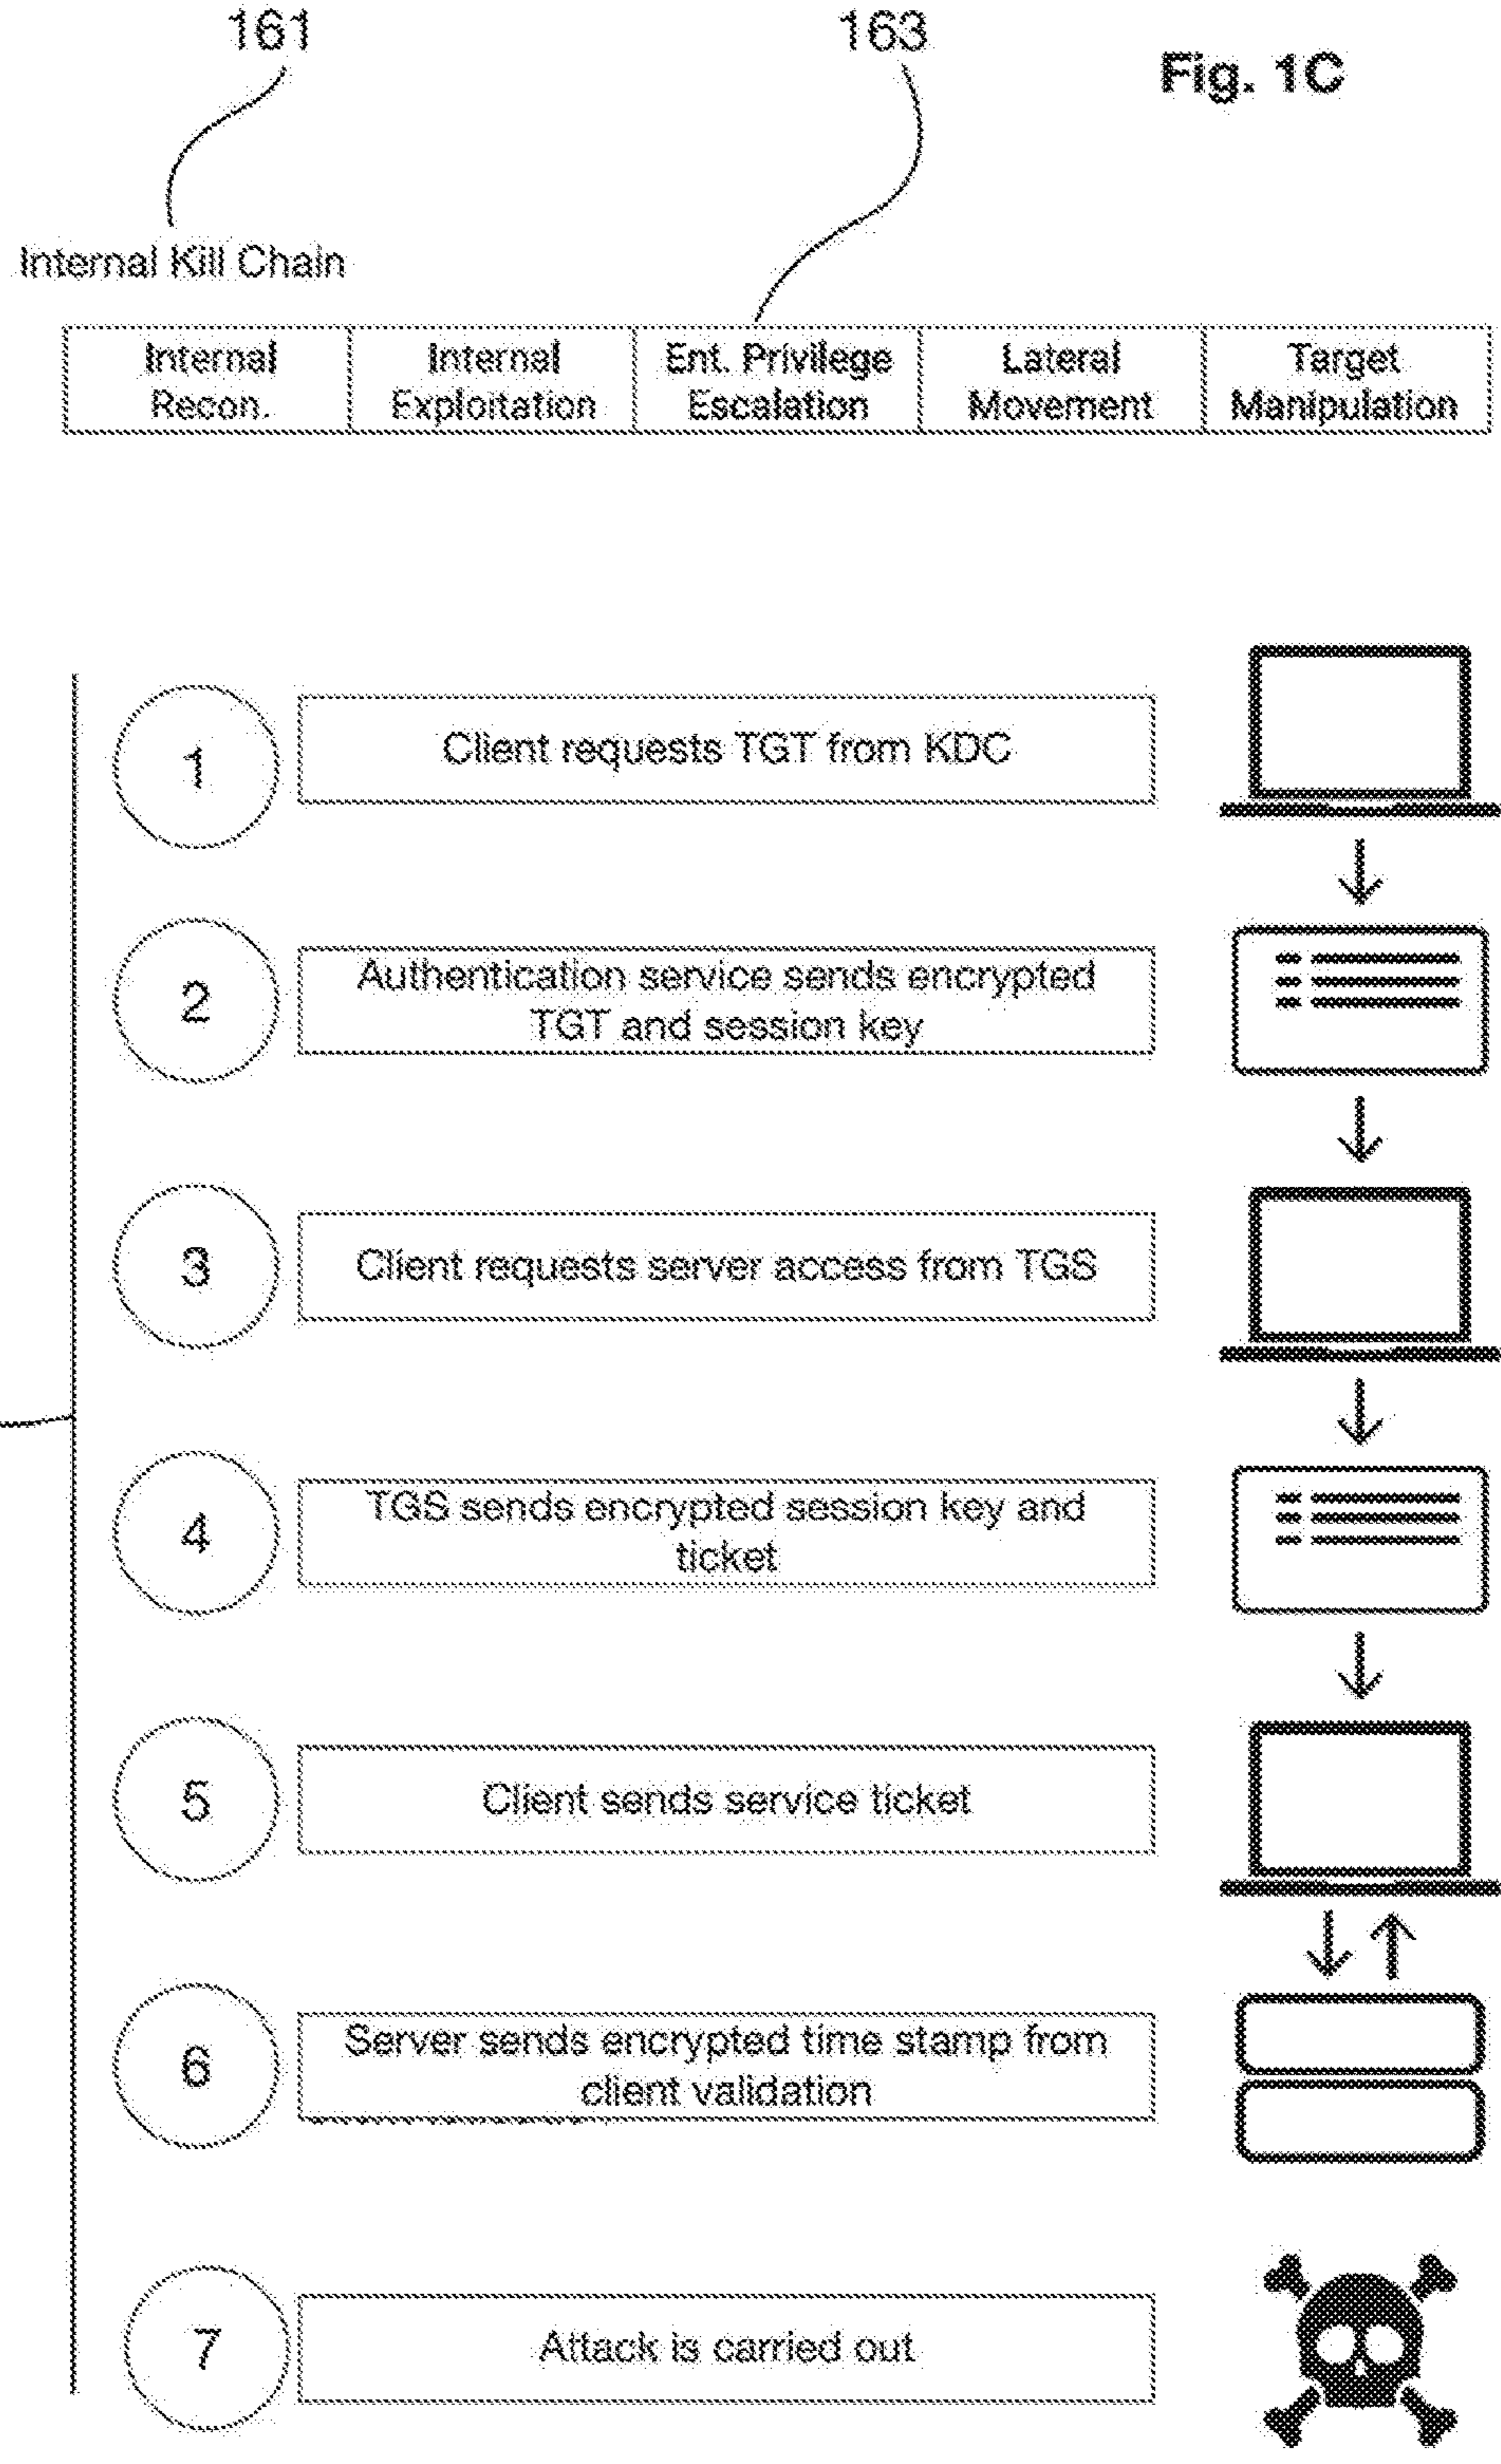 161
163
Fig. 1C
Internal Kill Chain
Internal Recon.
Internal Exploitation
Ent. Privilege Escalation
Lateral Movement
Target Manipulation
1
Client requests TGT from KDC
2
Authentication service sends encrypted
TGT and session key
3
Client requests server access from TGS
4
TGS sends encrypted session key and
ticket
5
Client sends service ticket
6
Server sends encrypted time stamp from
client validation
7
Attack is carried out